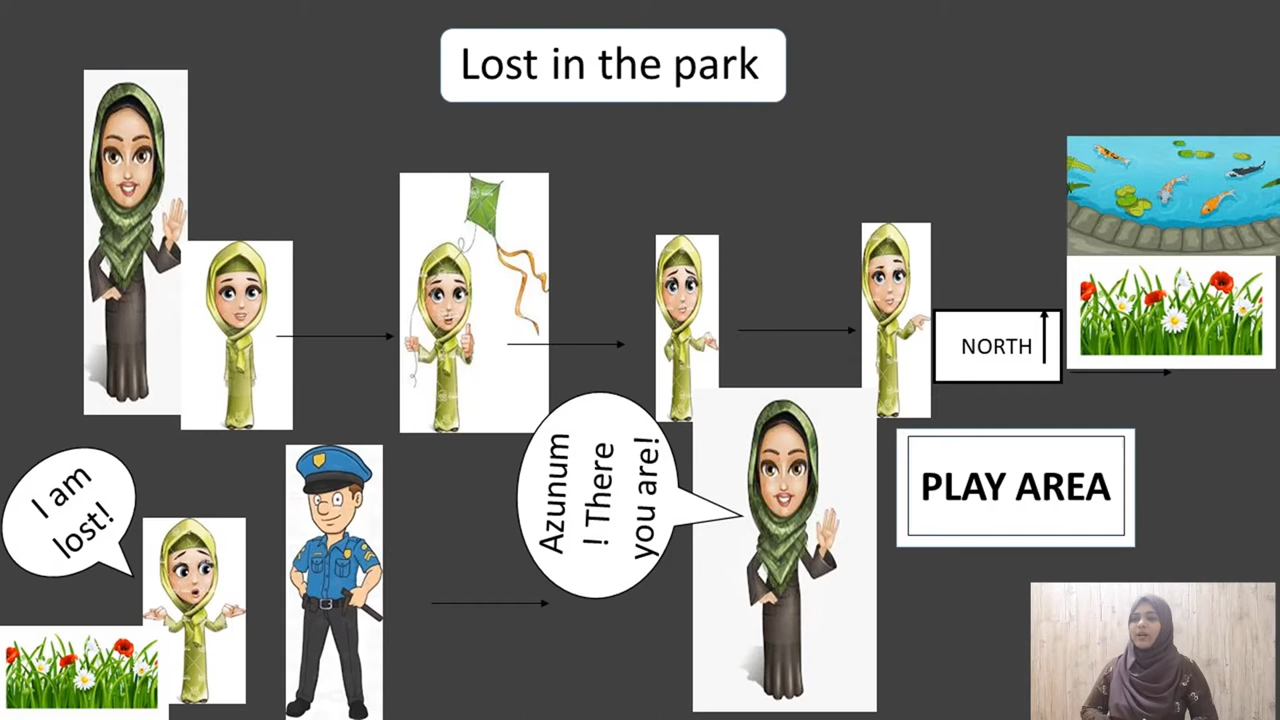 Lost in the park
NORTH
I am
lost!
Azunum
! There
you are!
PLAY AREA